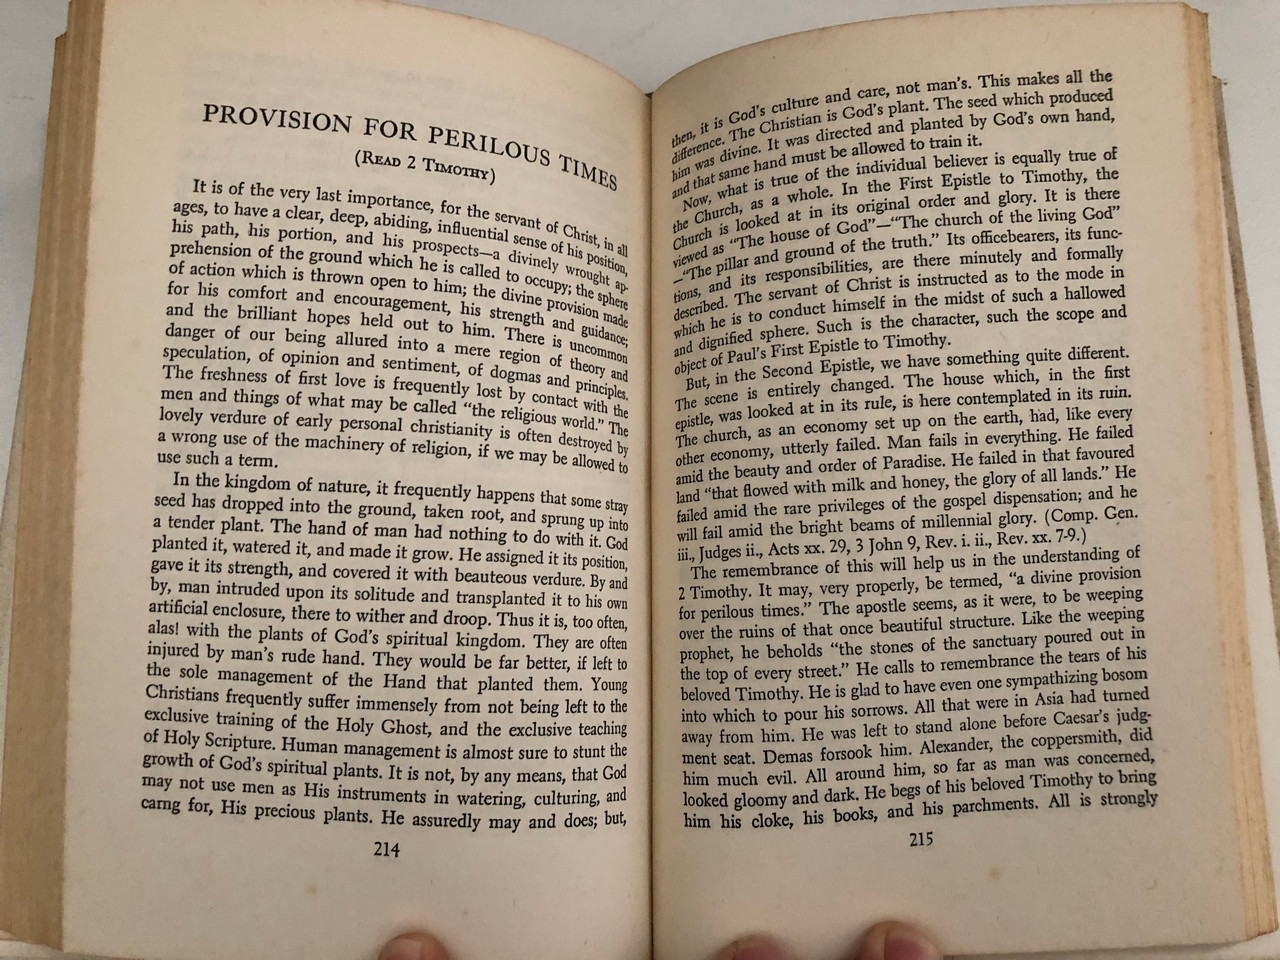 PROVISION FOR PERILOUS TIMES
(Read 2 Timothy)
It is of the very last importance, for the servant of Christ, in all
ages, to have a clear, deep, abiding, influential sense of his position,
his path, his portion, and his prospects—a divinely wrought ap-
prehension of the ground which he is called to occupy; the sphere
of action which is thrown open to him; the divine provision made
for his comfort and encouragement, his strength and guidance;
and the brilliant hopes held out to him. There is uncommon
danger of our being allured into a mere region of theory and
speculation, of opinion and sentiment, of dogmas and principles.
The freshness of first love is frequently lost by contact with the
men and things of what may be called "the religious world." The
lovely verdure of early personal christianity is often destroyed by
a wrong use of the machinery of religion, if we may be allowed to
use such a term.
In the kingdom of nature, it frequently happens that some stray
seed has dropped into the ground, taken root, and sprung up into
a tender plant. The hand of man had nothing to do with it. God
planted it, watered it, and made it grow. He assigned it its position,
gave it its strength, and covered it with beauteous verdure. By and
by, man intruded upon its solitude and transplanted it to his own
artificial enclosure, there to wither and droop. Thus it is, too often,
alas! with the plants of God's spiritual kingdom. They are often
injured by man's rude hand. They would be far better, if left to
the sole management of the Hand that planted them. Young
Christians frequently suffer immensely from not being left to the
exclusive training of the Holy Ghost, and the exclusive teaching
of Holy Scripture. Human management is almost sure to stunt the
growth of God's spiritual plants. It is not, by any means, that God
may not use men as His instruments in watering, culturing, and
carng for, His precious plants. He assuredly may and does; but,
214
then, it is God's culture and care, not man's. This makes all the
difference. The Christian is God's plant. The seed which produced
him was divine. It was directed and planted by God's own hand,
and that same hand must be allowed to train it.
Now, what is true of the individual believer is equally true of
the Church, as a whole. In the First Epistle to Timothy, the
Church is looked at in its original order and glory. It is there
viewed as "The house of God"—"The church of the living God"
—"The pillar and ground of the truth." Its officebearers, its func-
tions, and its responsibilities, are there minutely and formally
described. The servant of Christ is instructed as to the mode in
which he is to conduct himself in the midst of such a hallowed
and dignified sphere. Such is the character, such the scope and
object of Paul's First Epistle to Timothy.
But, in the Second Epistle, we have something quite different.
The scene is entirely changed. The house which, in the first
epistle, was looked at in its rule, is here contemplated in its ruin.
The church, as an economy set up on the earth, had, like every
other economy, utterly failed. Man fails in everything. He failed
amid the beauty and order of Paradise. He failed in that favoured
land "that flowed with milk and honey, the glory of all lands." He
failed amid the rare privileges of the gospel dispensation; and he
will fail amid the bright beams of millennial glory. (Comp. Gen.
iii., Judges ii., Acts xx. 29, 3 John 9, Rev. i. ii., Rev. xx. 7-9.)
The remembrance of this will help us in the understanding of
2 Timothy. It may, very properly, be termed, "a divine provision
for perilous times." The apostle seems, as it were, to be weeping
over the ruins of that once beautiful structure. Like the weeping
prophet, he beholds "the stones of the sanctuary poured out in
the top of every street." He calls to remembrance the tears of his
beloved Timothy. He is glad to have even one sympathizing bosom
into which to pour his sorrows. All that were in Asia had turned
away from him. He was left to stand alone before Caesar's judg-
ment seat. Demas forsook him. Alexander, the coppersmith, did
him much evil. All around him, so far as man was concerned,
looked gloomy and dark. He begs of his beloved Timothy to bring
him his cloke, his books, and his parchments. All is strongly
215